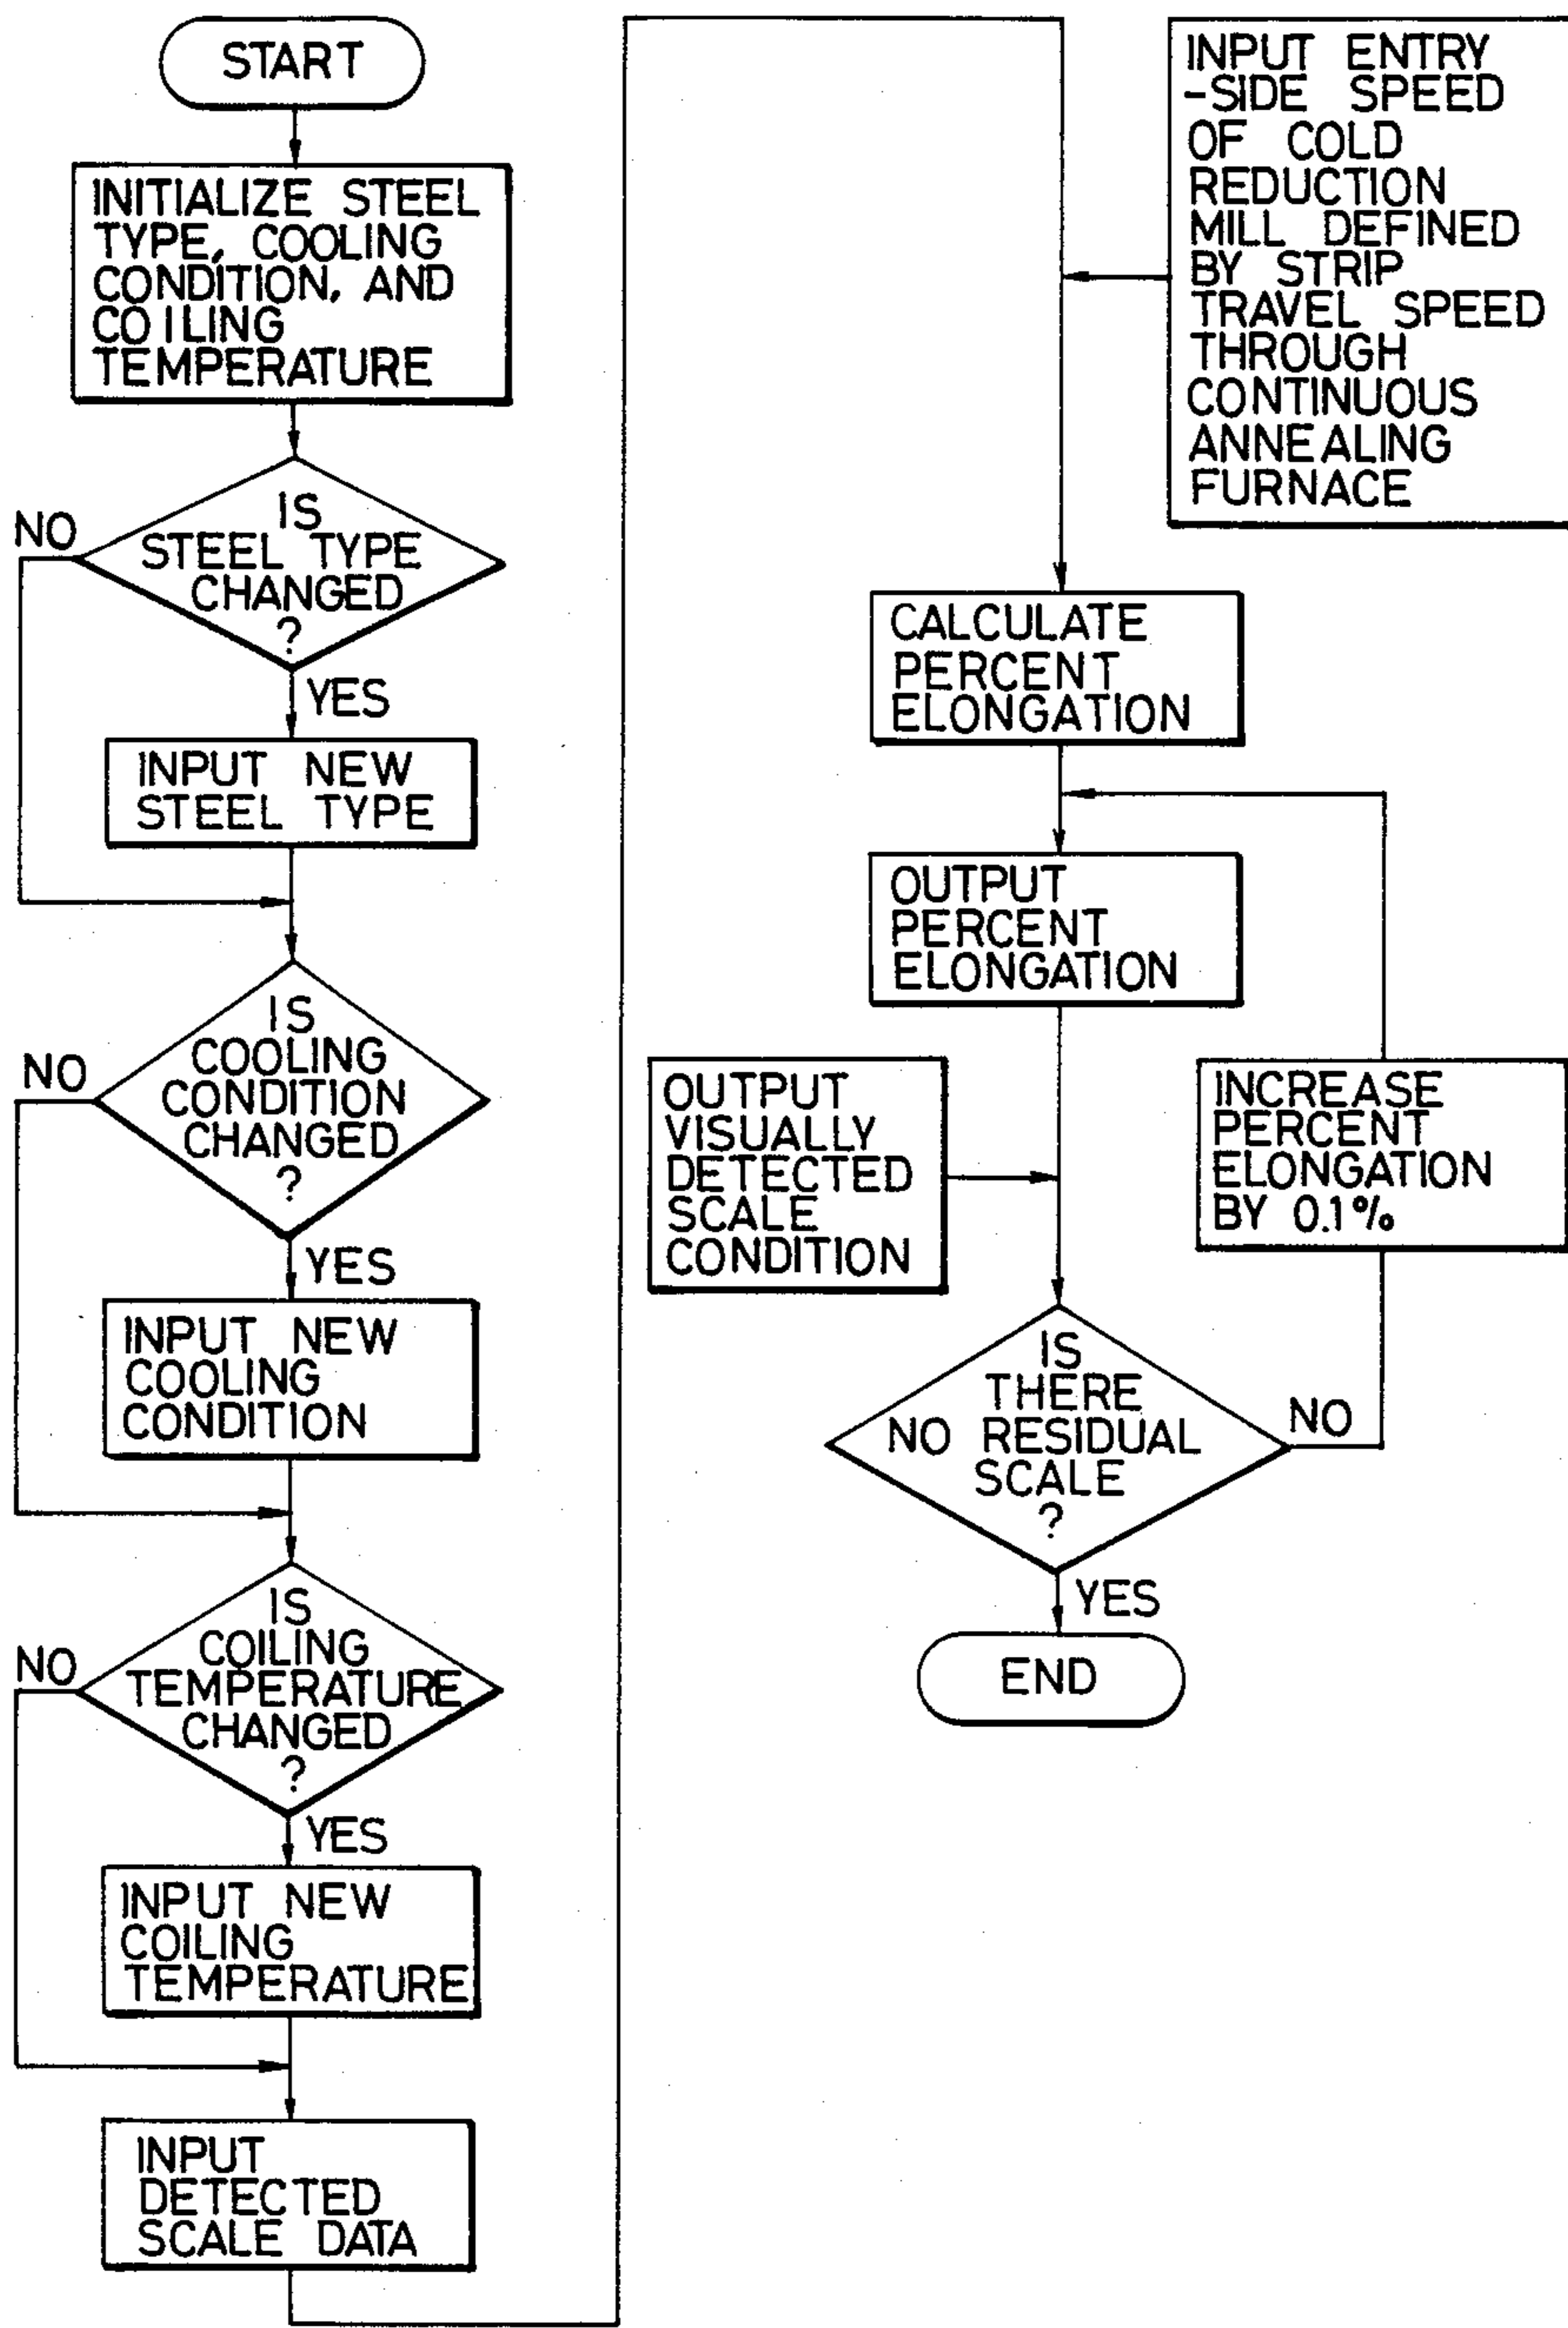 START
INITIALIZE STEEL
TYPE, COOLING
CONDITION, AND
COILING
TEMPERATURE
IS
STEEL TYPE
CHANGED
?
NO
YES
INPUT NEW
STEEL TYPE
IS
COOLING
CONDITION
CHANGED
?
NO
YES
INPUT NEW
COOLING
CONDITION
IS
COILING
TEMPERATURE
CHANGED
?
NO
YES
INPUT NEW
COILING
TEMPERATURE
INPUT
DETECTED
SCALE DATA
INPUT ENTRY
-SIDE SPEED
OF COLD
REDUCTION
MILL DEFINED
BY STRIP
TRAVEL SPEED
THROUGH
CONTINUOUS
ANNEALING
FURNACE
CALCULATE
PERCENT
ELONGATION
OUTPUT
PERCENT
ELONGATION
OUTPUT
VISUALLY
DETECTED
SCALE
CONDITION
INCREASE
PERCENT
ELONGATION
BY 0.1%
IS
THERE
NO RESIDUAL
SCALE
?
NO
YES
END